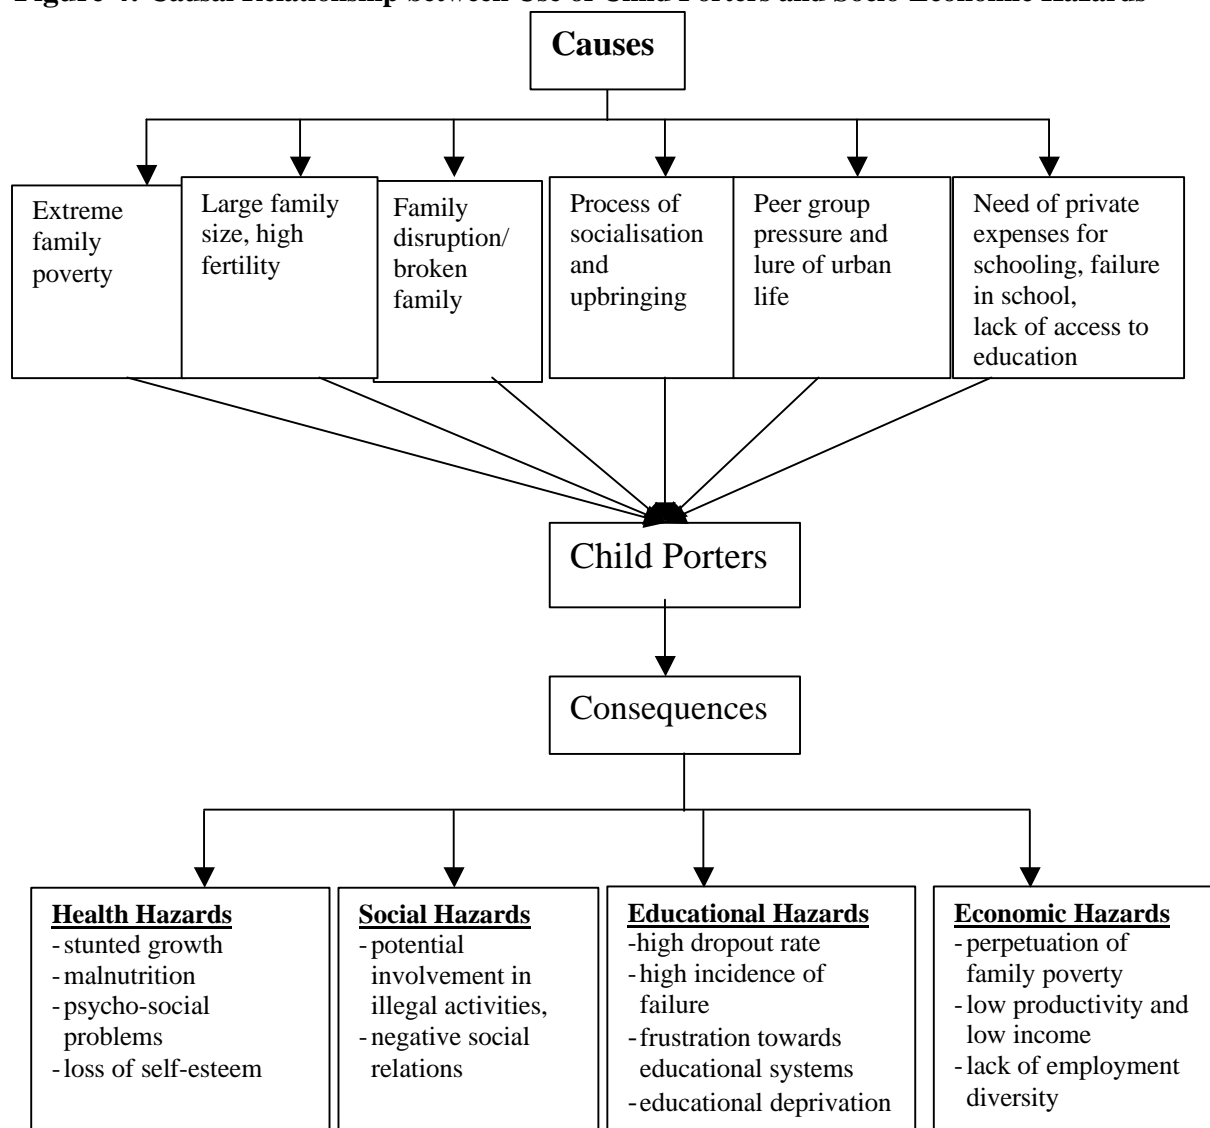 Figure 4: Causal Relationship between Use of Child Porters and Socio-Economic Hazards
Causes
Extreme
family
poverty
Large family
size, high
fertility
Family
disruption/
broken
family
Process of
socialisation
and
upbringing
Peer group
pressure and
lure of urban
life
Need of private
expenses for
schooling, failure
in school,
lack of access to
education
Child Porters
Consequences
Health Hazards
- stunted growth
- malnutrition
- psycho-social
problems
- loss of self-esteem
Social Hazards
- potential
involvement in
illegal activities,
- negative social
relations
Educational Hazards
-high dropout rate
- high incidence of
failure
- frustration towards
educational systems
- educational deprivation
Economic Hazards
- perpetuation of
family poverty
- low productivity and
low income
- lack of employment
diversity